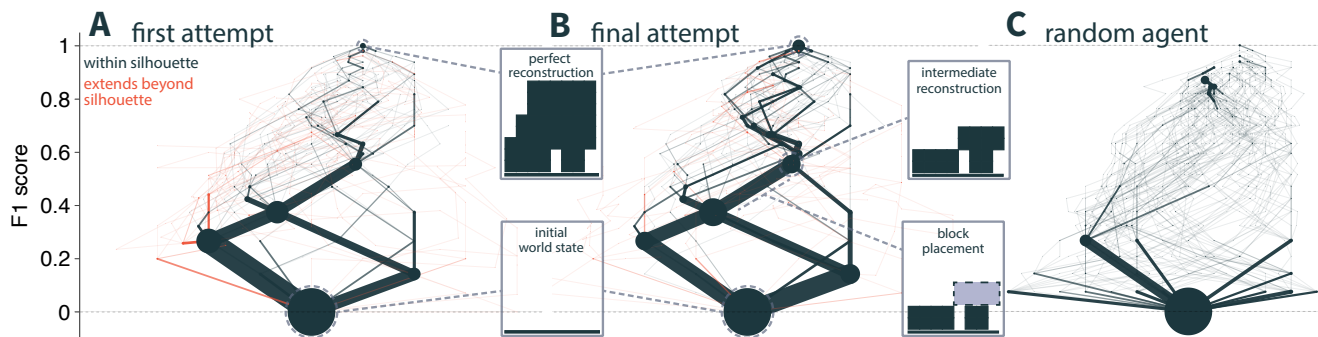 A first attempt
B final attempt
C random agent
within silhouette
extends beyond
silhouette
F1 score
1
0.8
0.6
0.4
0.2
0
perfect
reconstruction
initial
world state
intermediate
reconstruction
block
placement